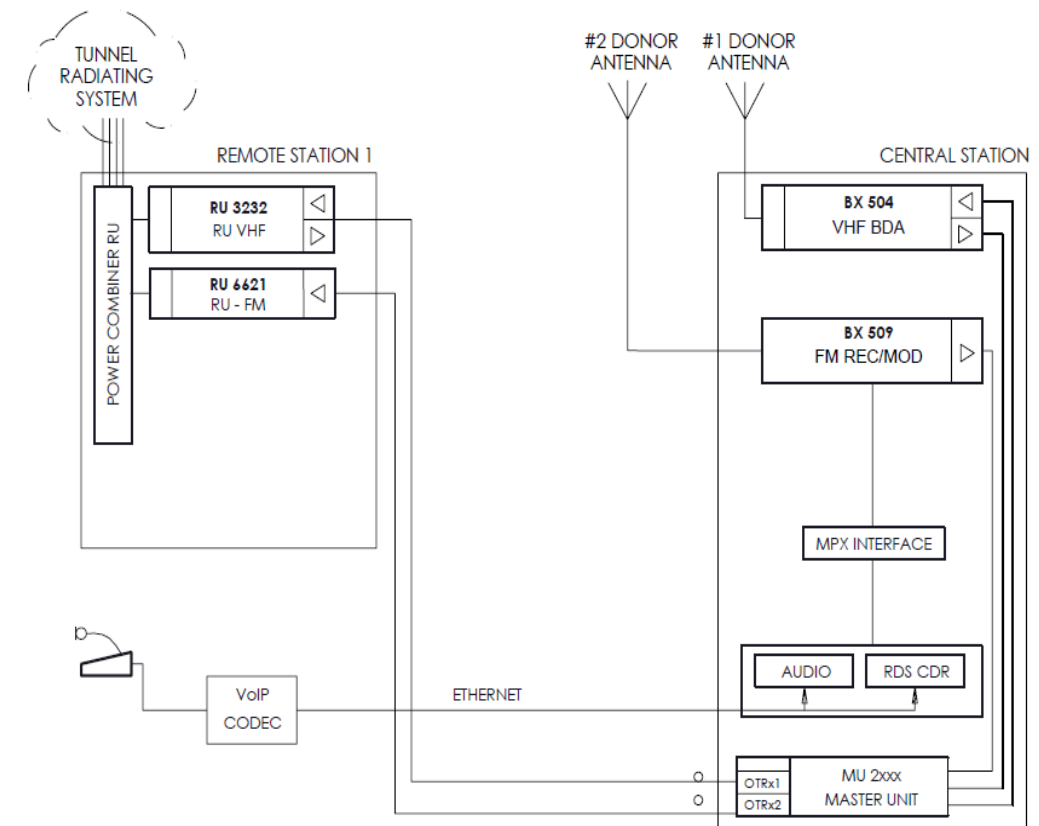 TUNNEL
RADIATING
SYSTEM
#2 DONOR
ANTENNA
#1 DONOR
ANTENNA
REMOTE STATION 1
CENTRAL STATION
POWER COMBINER RU
RU 3232
RU VHF
RU 6621
RU - FM
BX 504
VHF BDA
BX 509
FM REC/MOD
MPX INTERFACE
AUDIO
RDS CDR
VoIP
CODEC
ETHERNET
O
O
OTRx1
OTRx2
MU 2xxx
MASTER UNIT